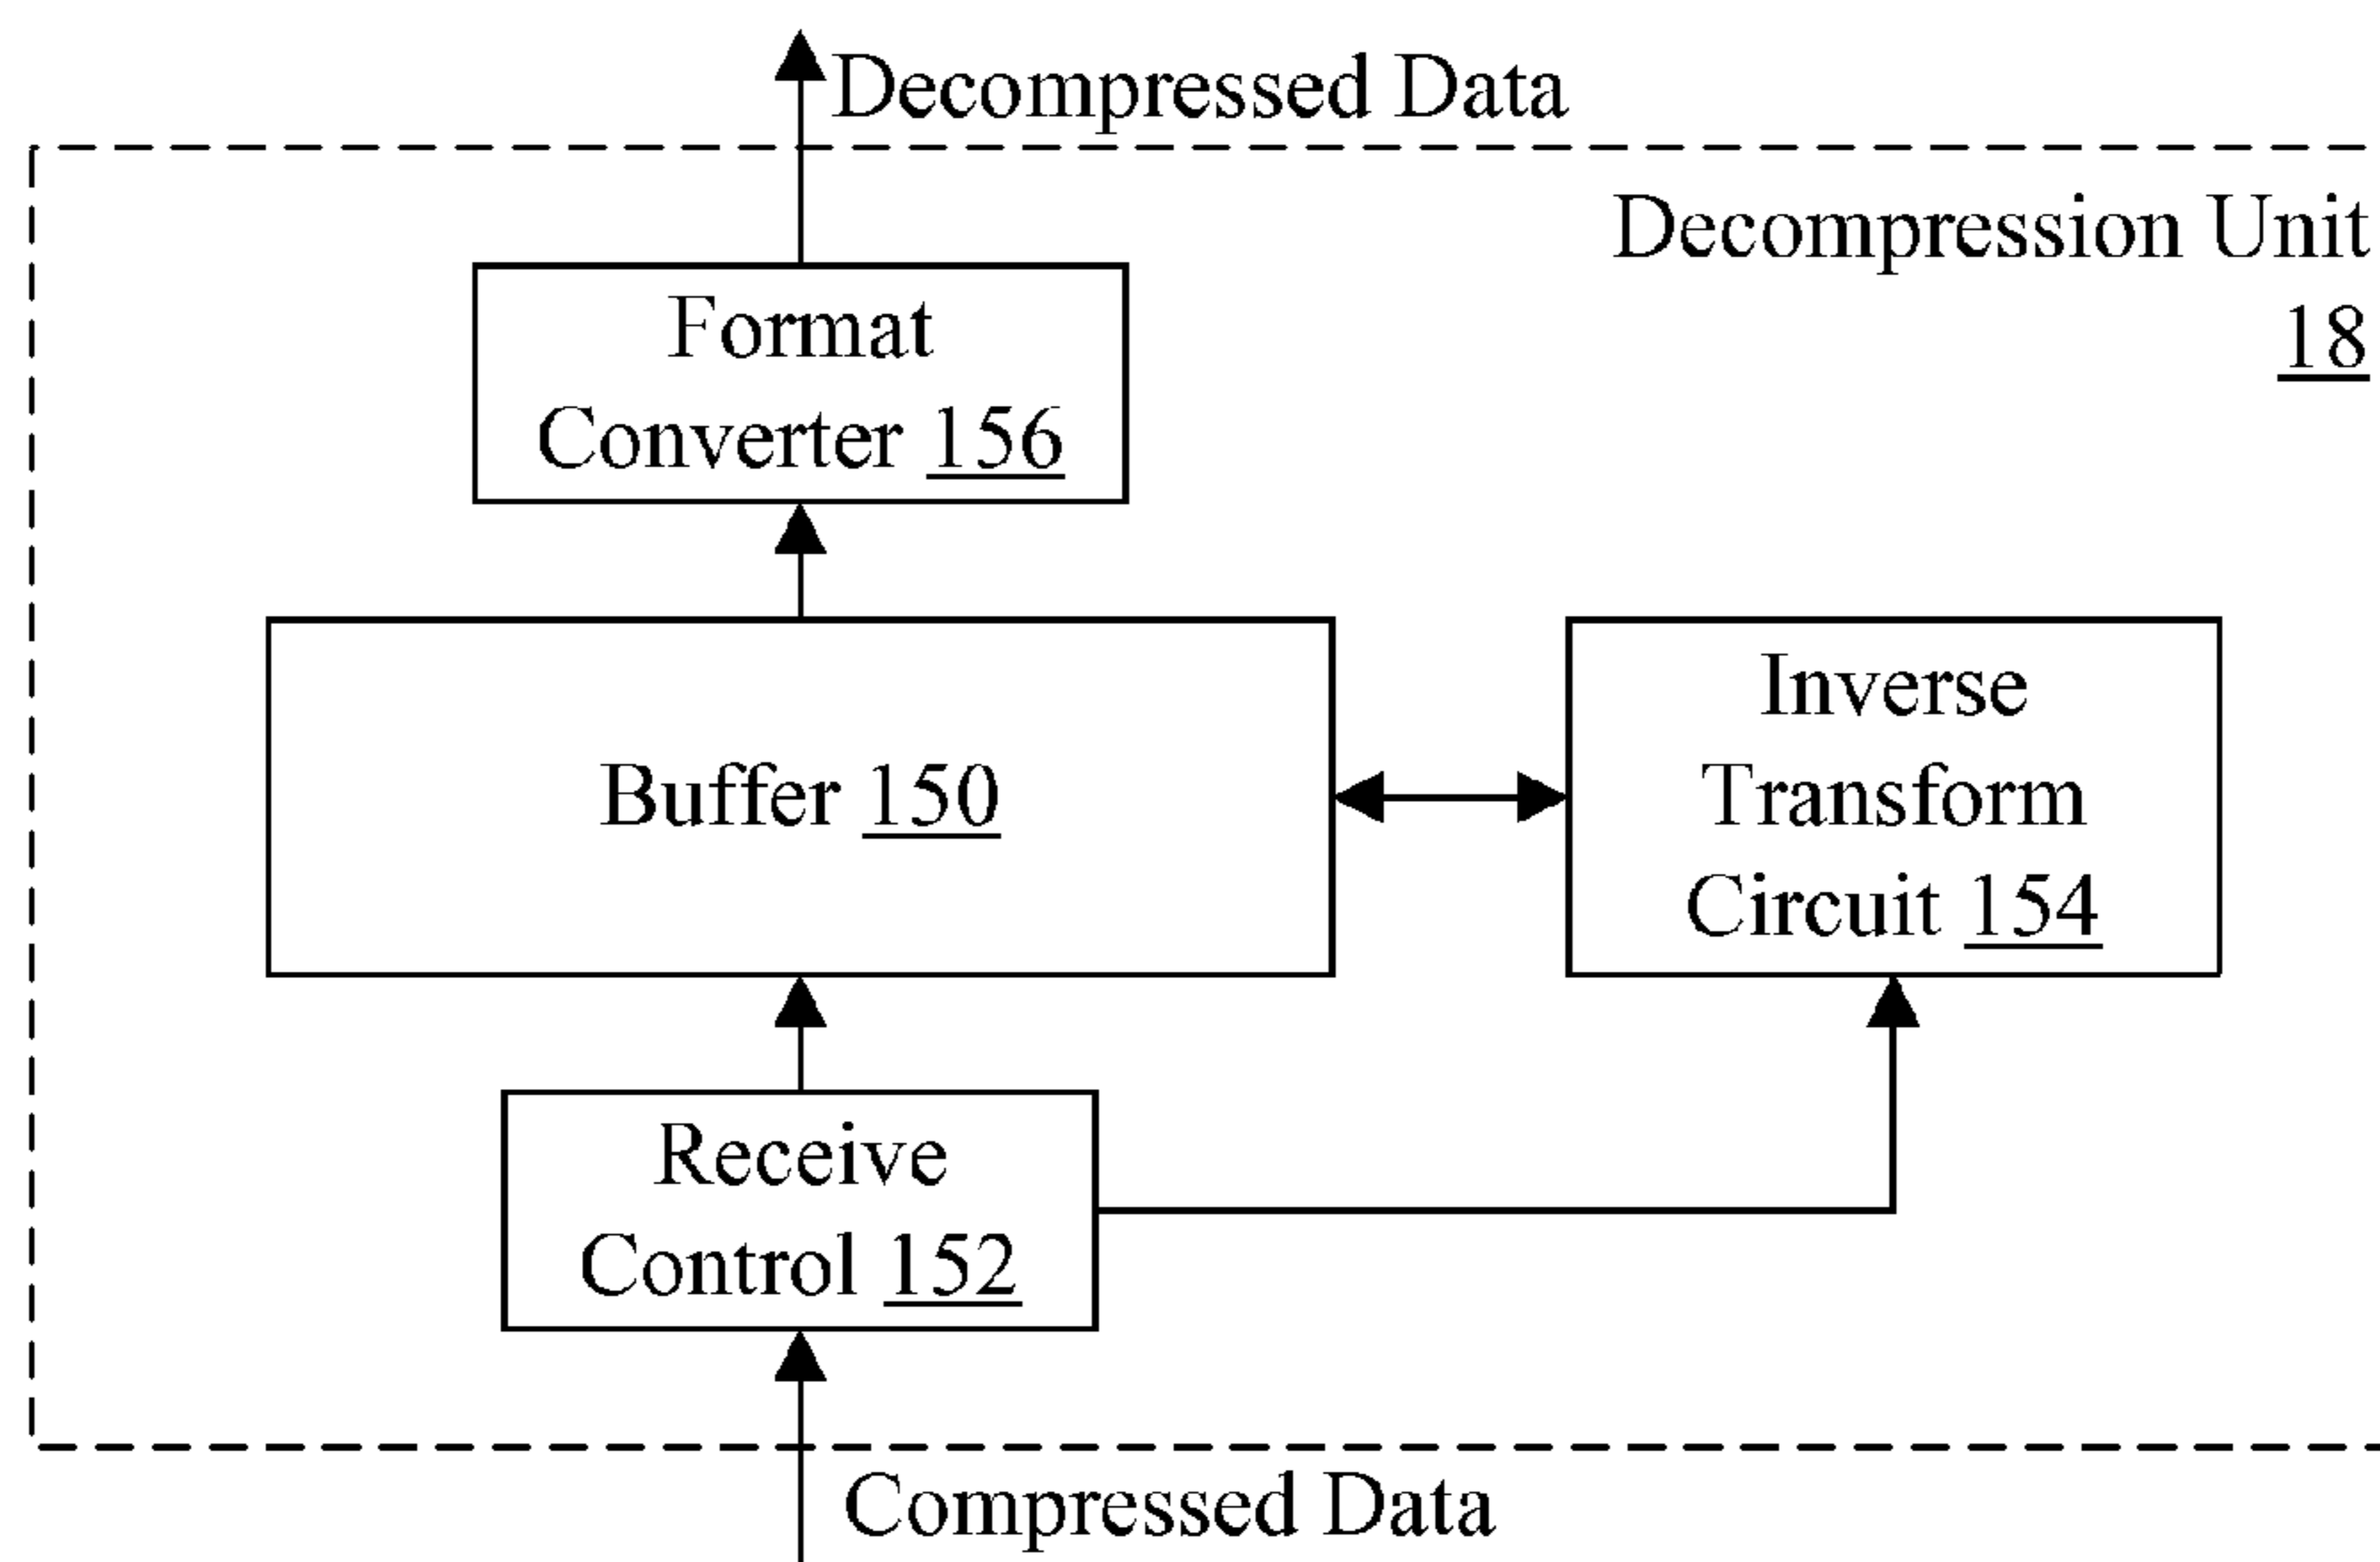 Decompressed Data
Decompression Unit
18
Format
Converter 156
Buffer 150
Inverse
Transform
Circuit 154
Receive
Control 152
Compressed Data